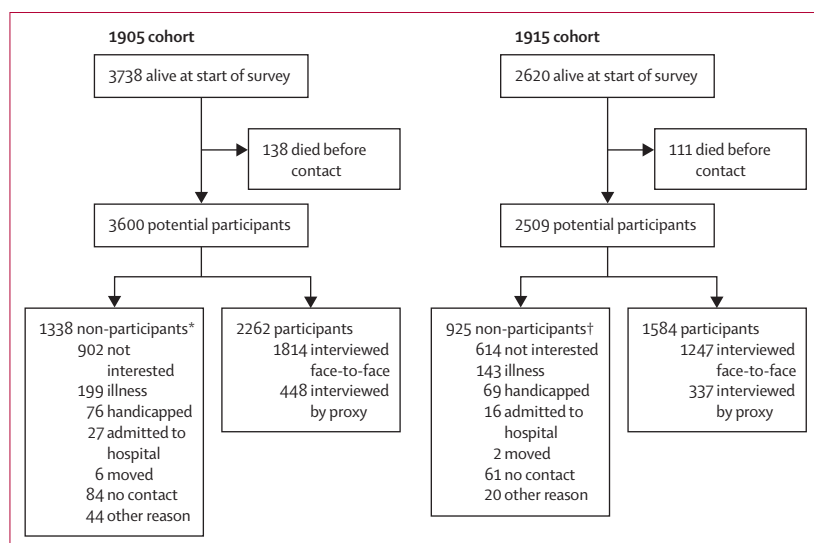 1905 cohort
3738 alive at start of survey
138 died before
contact
3600 potential participants
1338 non-participants*
902 not
interested
199 illness
76 handicapped
27 admitted to
hospital
6 moved
84 no contact
44 other reason
2262 participants
1814 interviewed
face-to-face
448 interviewed
by proxy
1915 cohort
2620 alive at start of survey
111 died before
contact
2509 potential participants
925 non-participants†
614 not interested
143 illness
69 handicapped
16 admitted to
hospital
2 moved
61 no contact
20 other reason
1584 participants
1247 interviewed
face-to-face
337 interviewed
by proxy